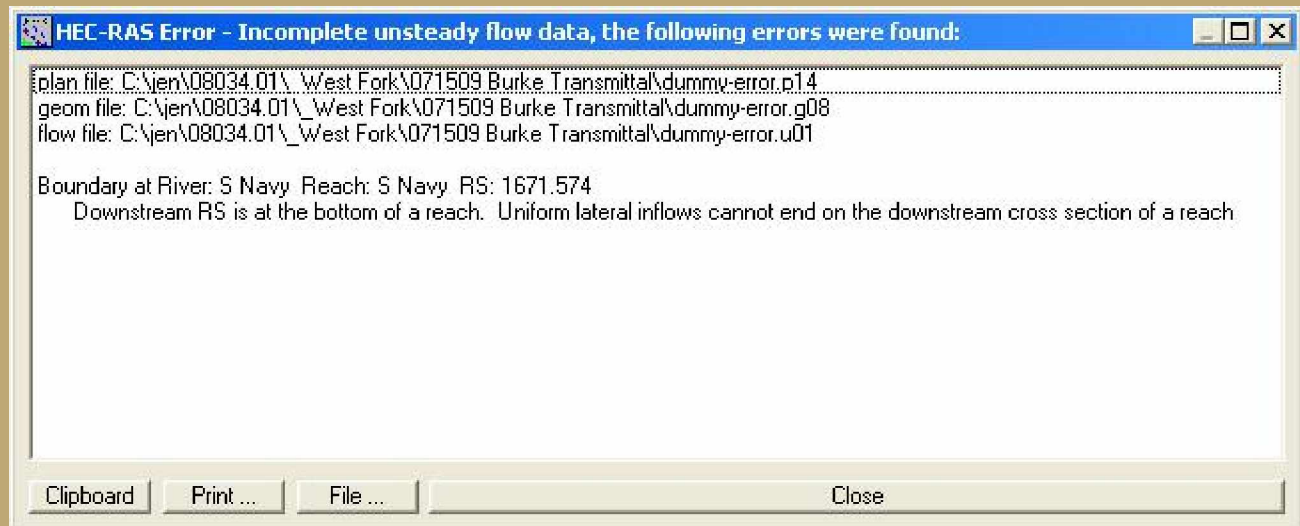 HEC-RAS Error - Incomplete unsteady flow data, the following errors were found:
plan file: C:\jen\08034.01\_West Fork\071509 Burke Transmittal\dummy-error.p14
geom file: C:\jen\08034.01\_West Fork\071509 Burke Transmittal\dummy-error.g08
flow file: C:\jen\08034.01\_West Fork\071509 Burke Transmittal\dummy-error.u01
Boundary at River: S Navy Reach: S Navy RS: 1671.574
Downstream RS is at the bottom of a reach. Uniform lateral inflows cannot end on the downstream cross section of a reach
Clipboard Print ... File ... Close